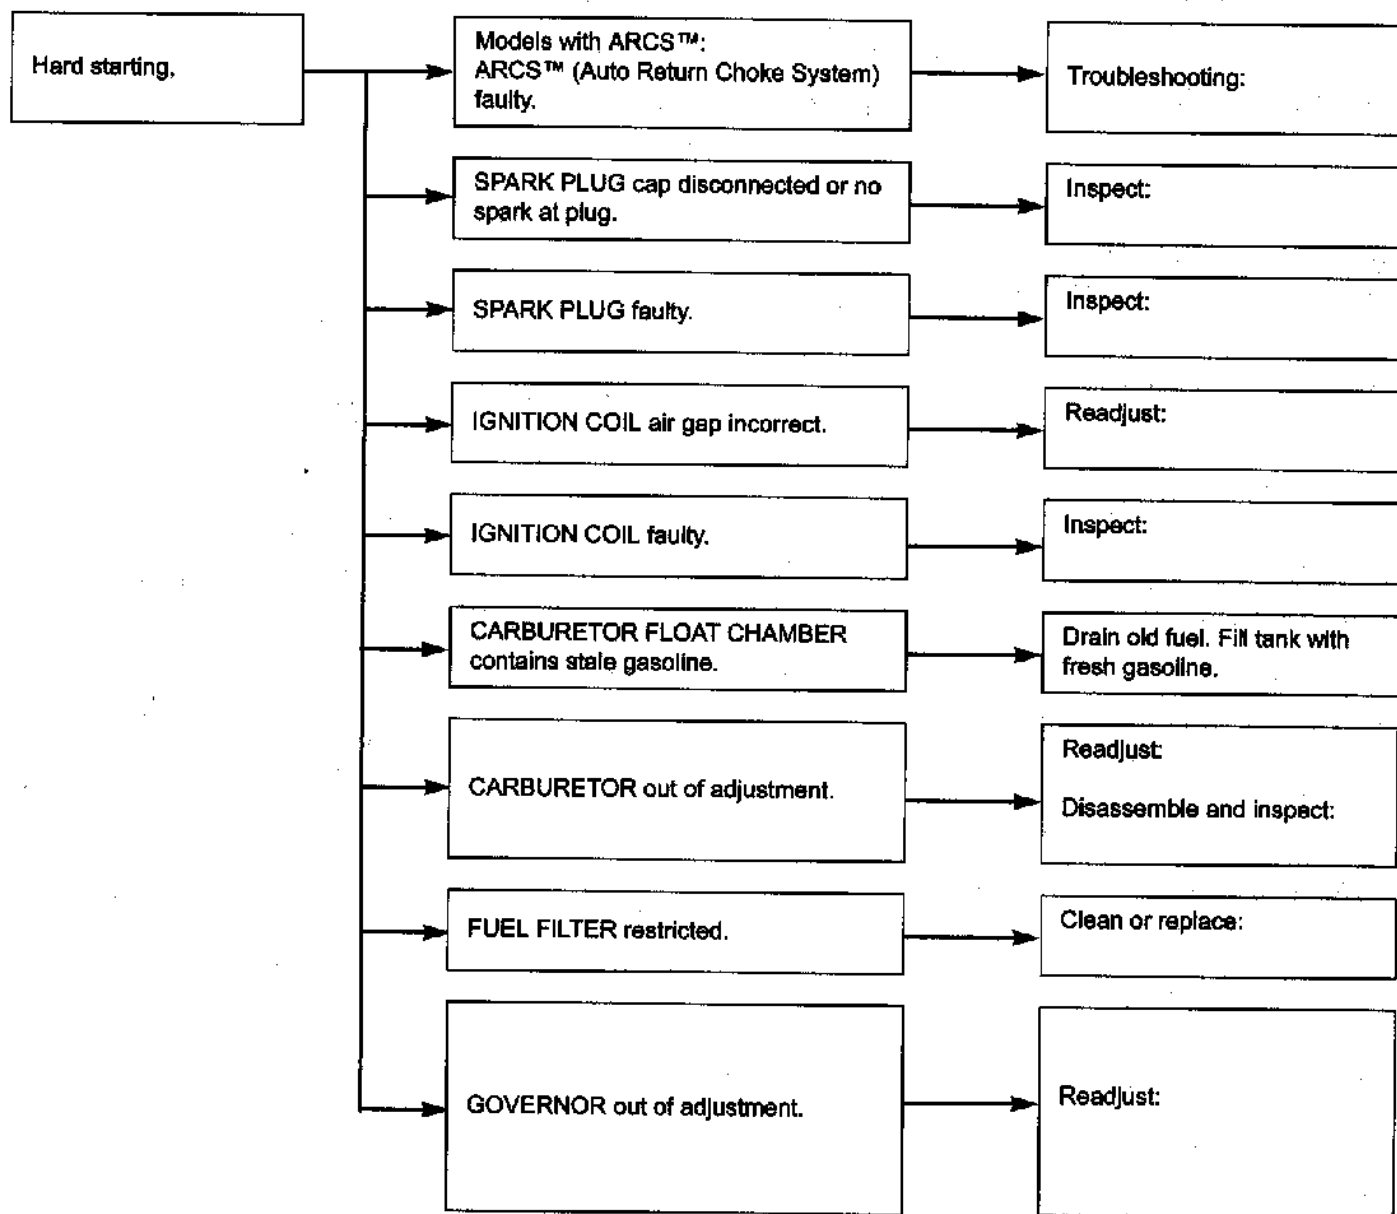 Hard starting,
Models with ARCS™:
ARCS™ (Auto Return Choke System)
faulty.
Troubleshooting:
SPARK PLUG cap disconnected or no
spark at plug.
Inspect:
SPARK PLUG faulty.
Inspect:
IGNITION COIL air gap incorrect.
Readjust:
IGNITION COIL faulty.
Inspect:
CARBURETOR FLOAT CHAMBER
contains stale gasoline.
Drain old fuel. Fill tank with
fresh gasoline.
CARBURETOR out of adjustment.
Readjust:
Disassemble and inspect:
FUEL FILTER restricted.
Clean or replace:
GOVERNOR out of adjustment.
Readjust: